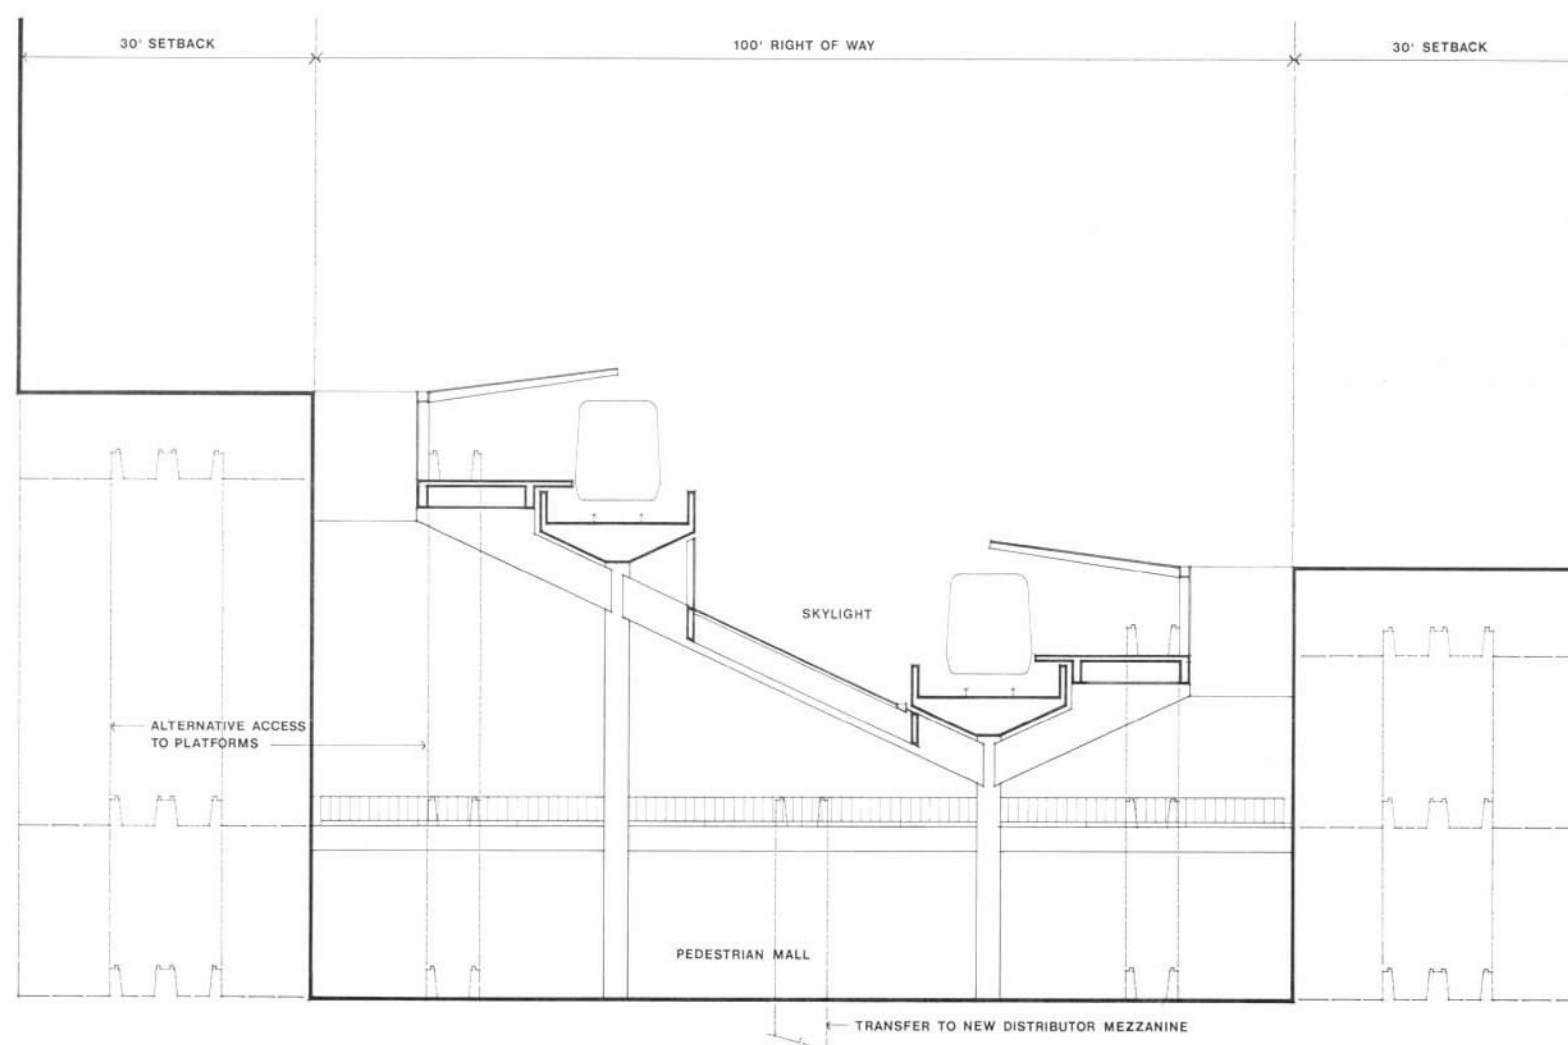 30' SETBACK
100' RIGHT OF WAY
30' SETBACK
SKYLIGHT
ALTERNATIVE ACCESS
TO PLATFORMS
PEDESTRIAN MALL
TRANSFER TO NEW DISTRIBUTOR MEZZANINE